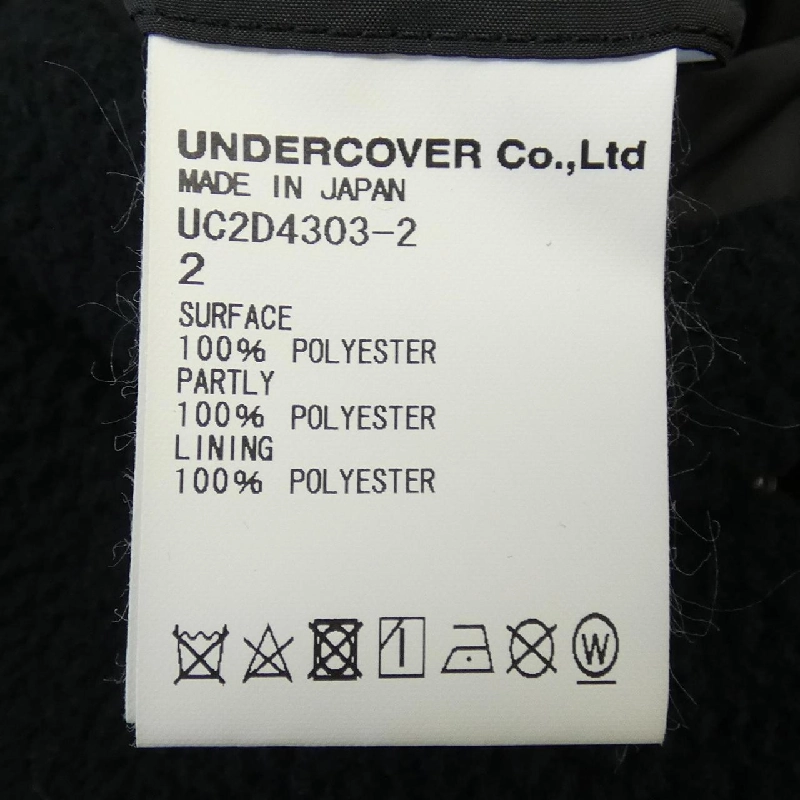 UNDERCOVER Co.,Ltd
MADE IN JAPAN
UC2D4303-2
2
SURFACE
100% POLYESTER
PARTLY
100% POLYESTER
LINING
100% POLYESTER
W